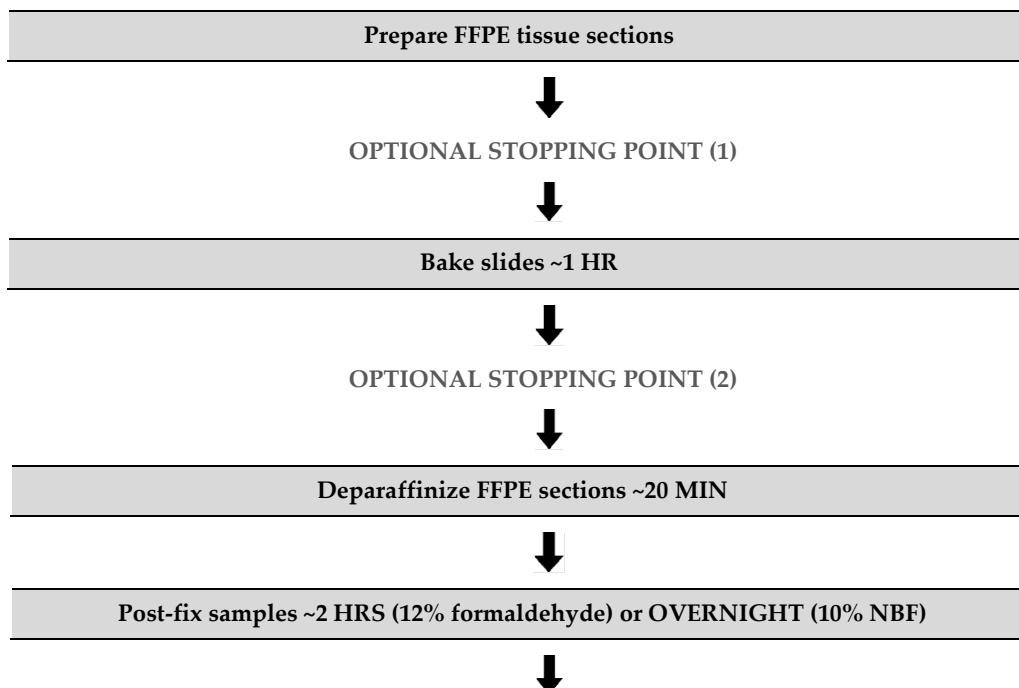 Prepare FFPE tissue sections
OPTIONAL STOPPING POINT (1)
Bake slides ~1 HR
OPTIONAL STOPPING POINT (2)
Deparaffinize FFPE sections ~20 MIN
Post-fix samples ~2 HRS (12% formaldehyde) or OVERNIGHT (10% NBF)